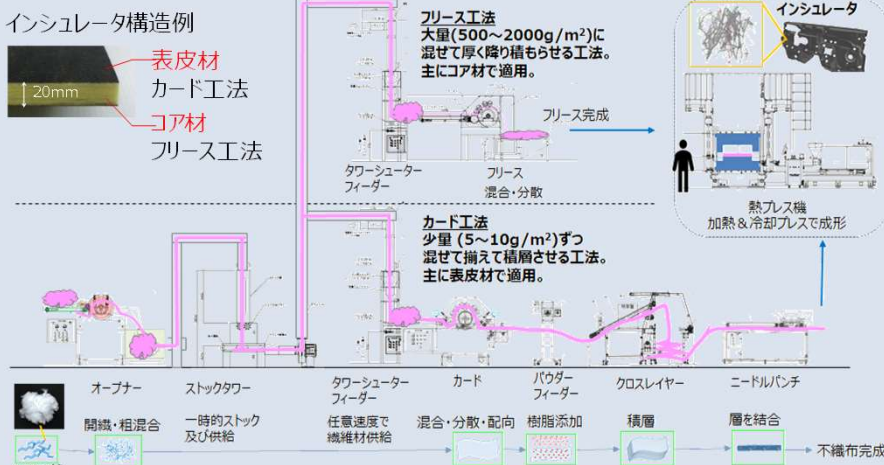 インシュレータ構造例
表皮材
カード工法
20mm
コア材
フリース工法
フリース工法
大量(500～2000g/m²)に
混ぜて厚く降り積もらせる工法。
主にコア材で適用。
フリース完成
タワーシューター
フィーダー
フリース
混合・分散
インシュレータ
熱プレス機
加熱&冷却プレスで成形
カード工法
少量 (5～10g/m²)ずつ
混ぜて揃えて積層させる工法。
主に表皮材で適用。
オープナー
ストックタワー
タワーシューター
フィーダー
カード
パウダー
フィーダー
クロスレイヤー
ニードルパンチ
開繊・粗混合
一時的ストック
及び供給
任意速度で
繊維材供給
混合・分散・配向
樹脂添加
積層
層を結合
不織布完成